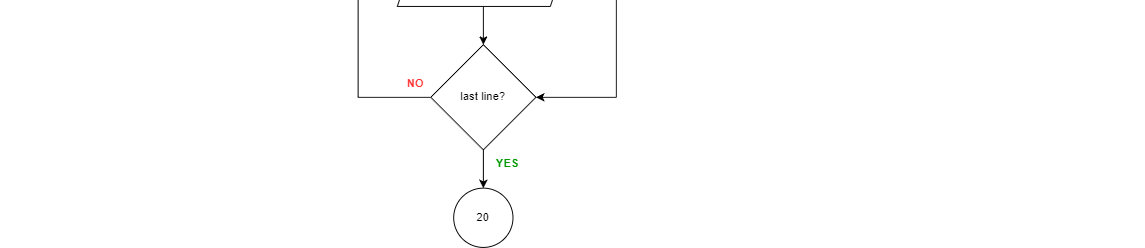 NO
last line?
YES
20